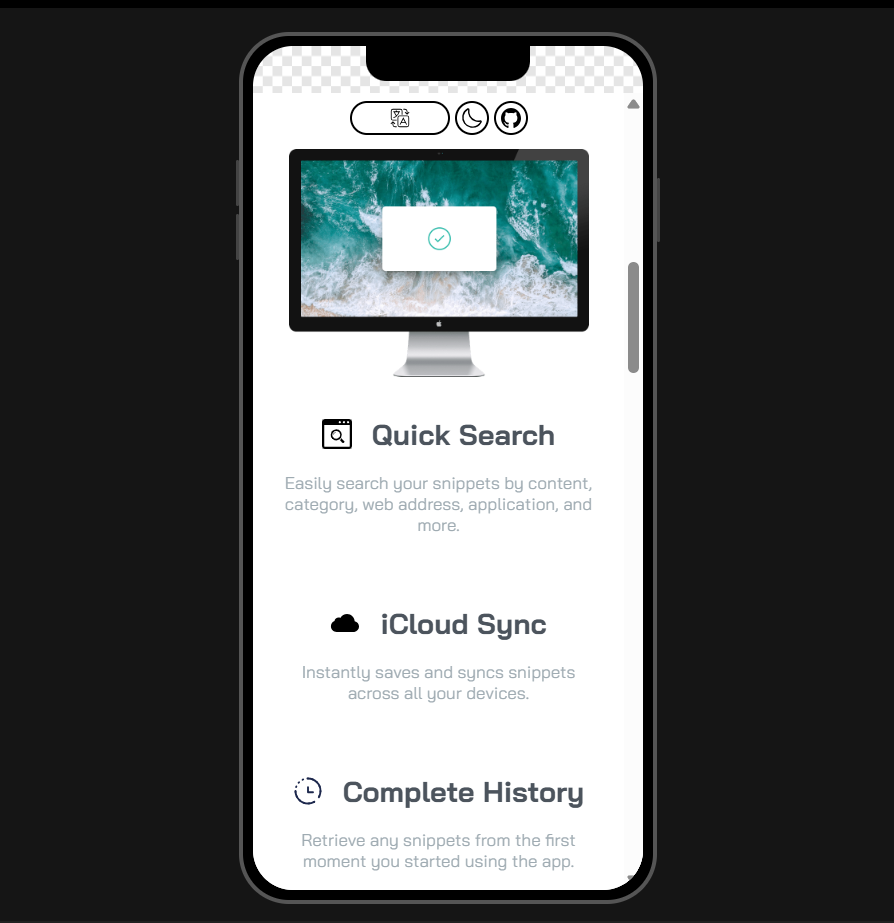 Quick Search
Easily search your snippets by content,
category, web address, application, and
more.
iCloud Sync
Instantly saves and syncs snippets
across all your devices.
Complete History
Retrieve any snippets from the first
moment you started using the app.